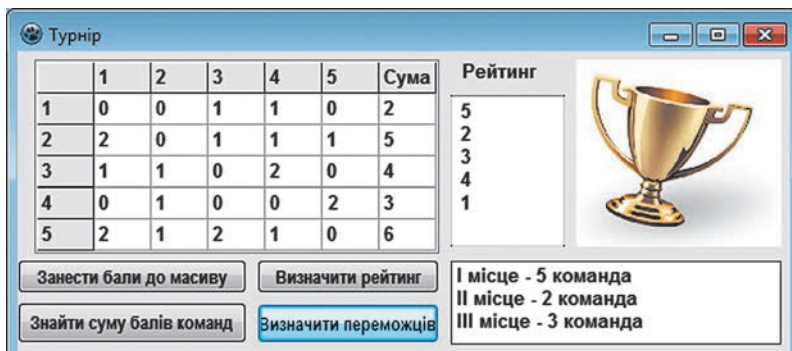 Турнір
1 2 3 4 5 Сума
1 0 0 1 1 0 2
2 2 0 1 1 1 5
3 1 1 0 2 0 4
4 0 1 0 0 2 3
5 2 1 2 1 0 6
Рейтинг
5
2
3
4
1
Занести бали до масиву
Визначити рейтинг
Знайти суму балів команд
Визначити переможців
І місце - 5 команда
ІІ місце - 2 команда
ІІІ місце - 3 команда